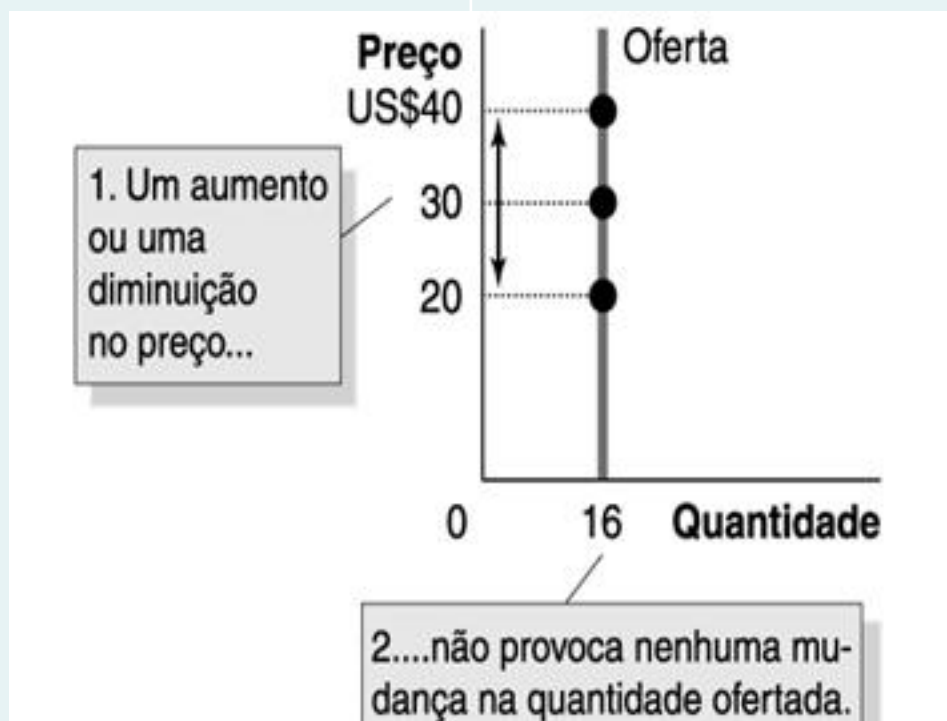 Preço
US$40
30
20
Oferta
1. Um aumento
ou uma
diminuição
no preço...
0
16
Quantidade
2....não provoca nenhuma mu-
dança na quantidade ofertada.